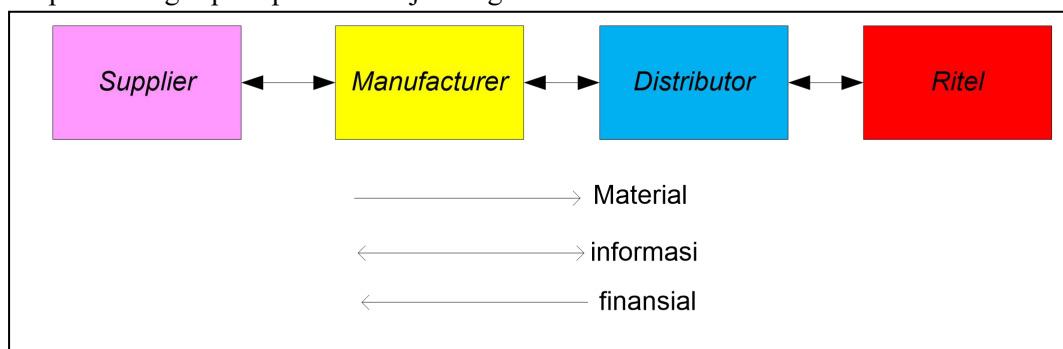 Supplier
Manufacturer
Distributor
Ritel
Material
informasi
finansial